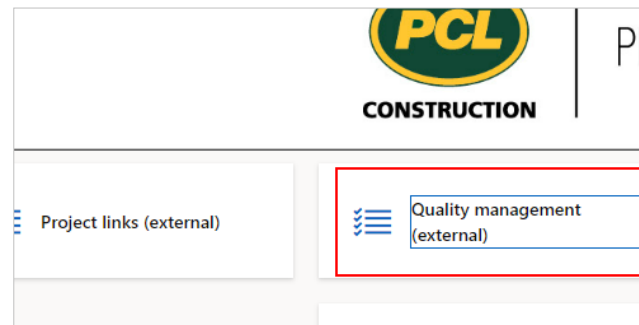 PCL
CONSTRUCTION
Project links (external)
Quality management
(external)